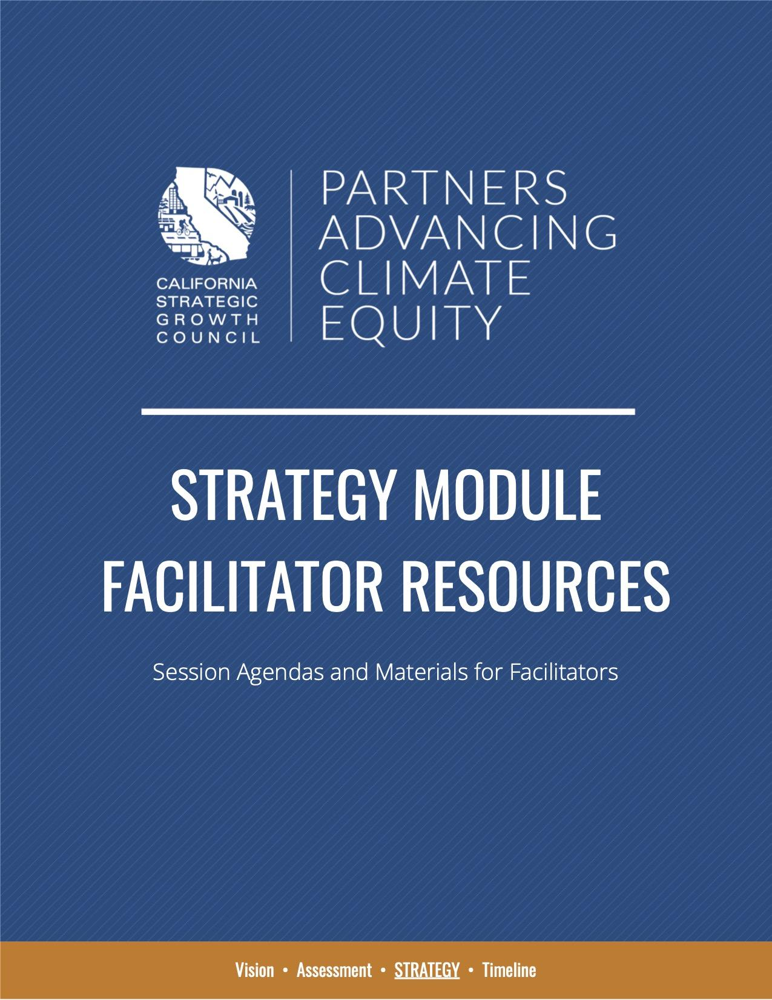 CALIFORNIA
STRATEGIC
GROWTH
COUNCIL
PARTNERS
ADVANCING
CLIMATE
EQUITY
STRATEGY MODULE
FACILITATOR RESOURCES
Session Agendas and Materials for Facilitators
Vision • Assessment • STRATEGY • Timeline